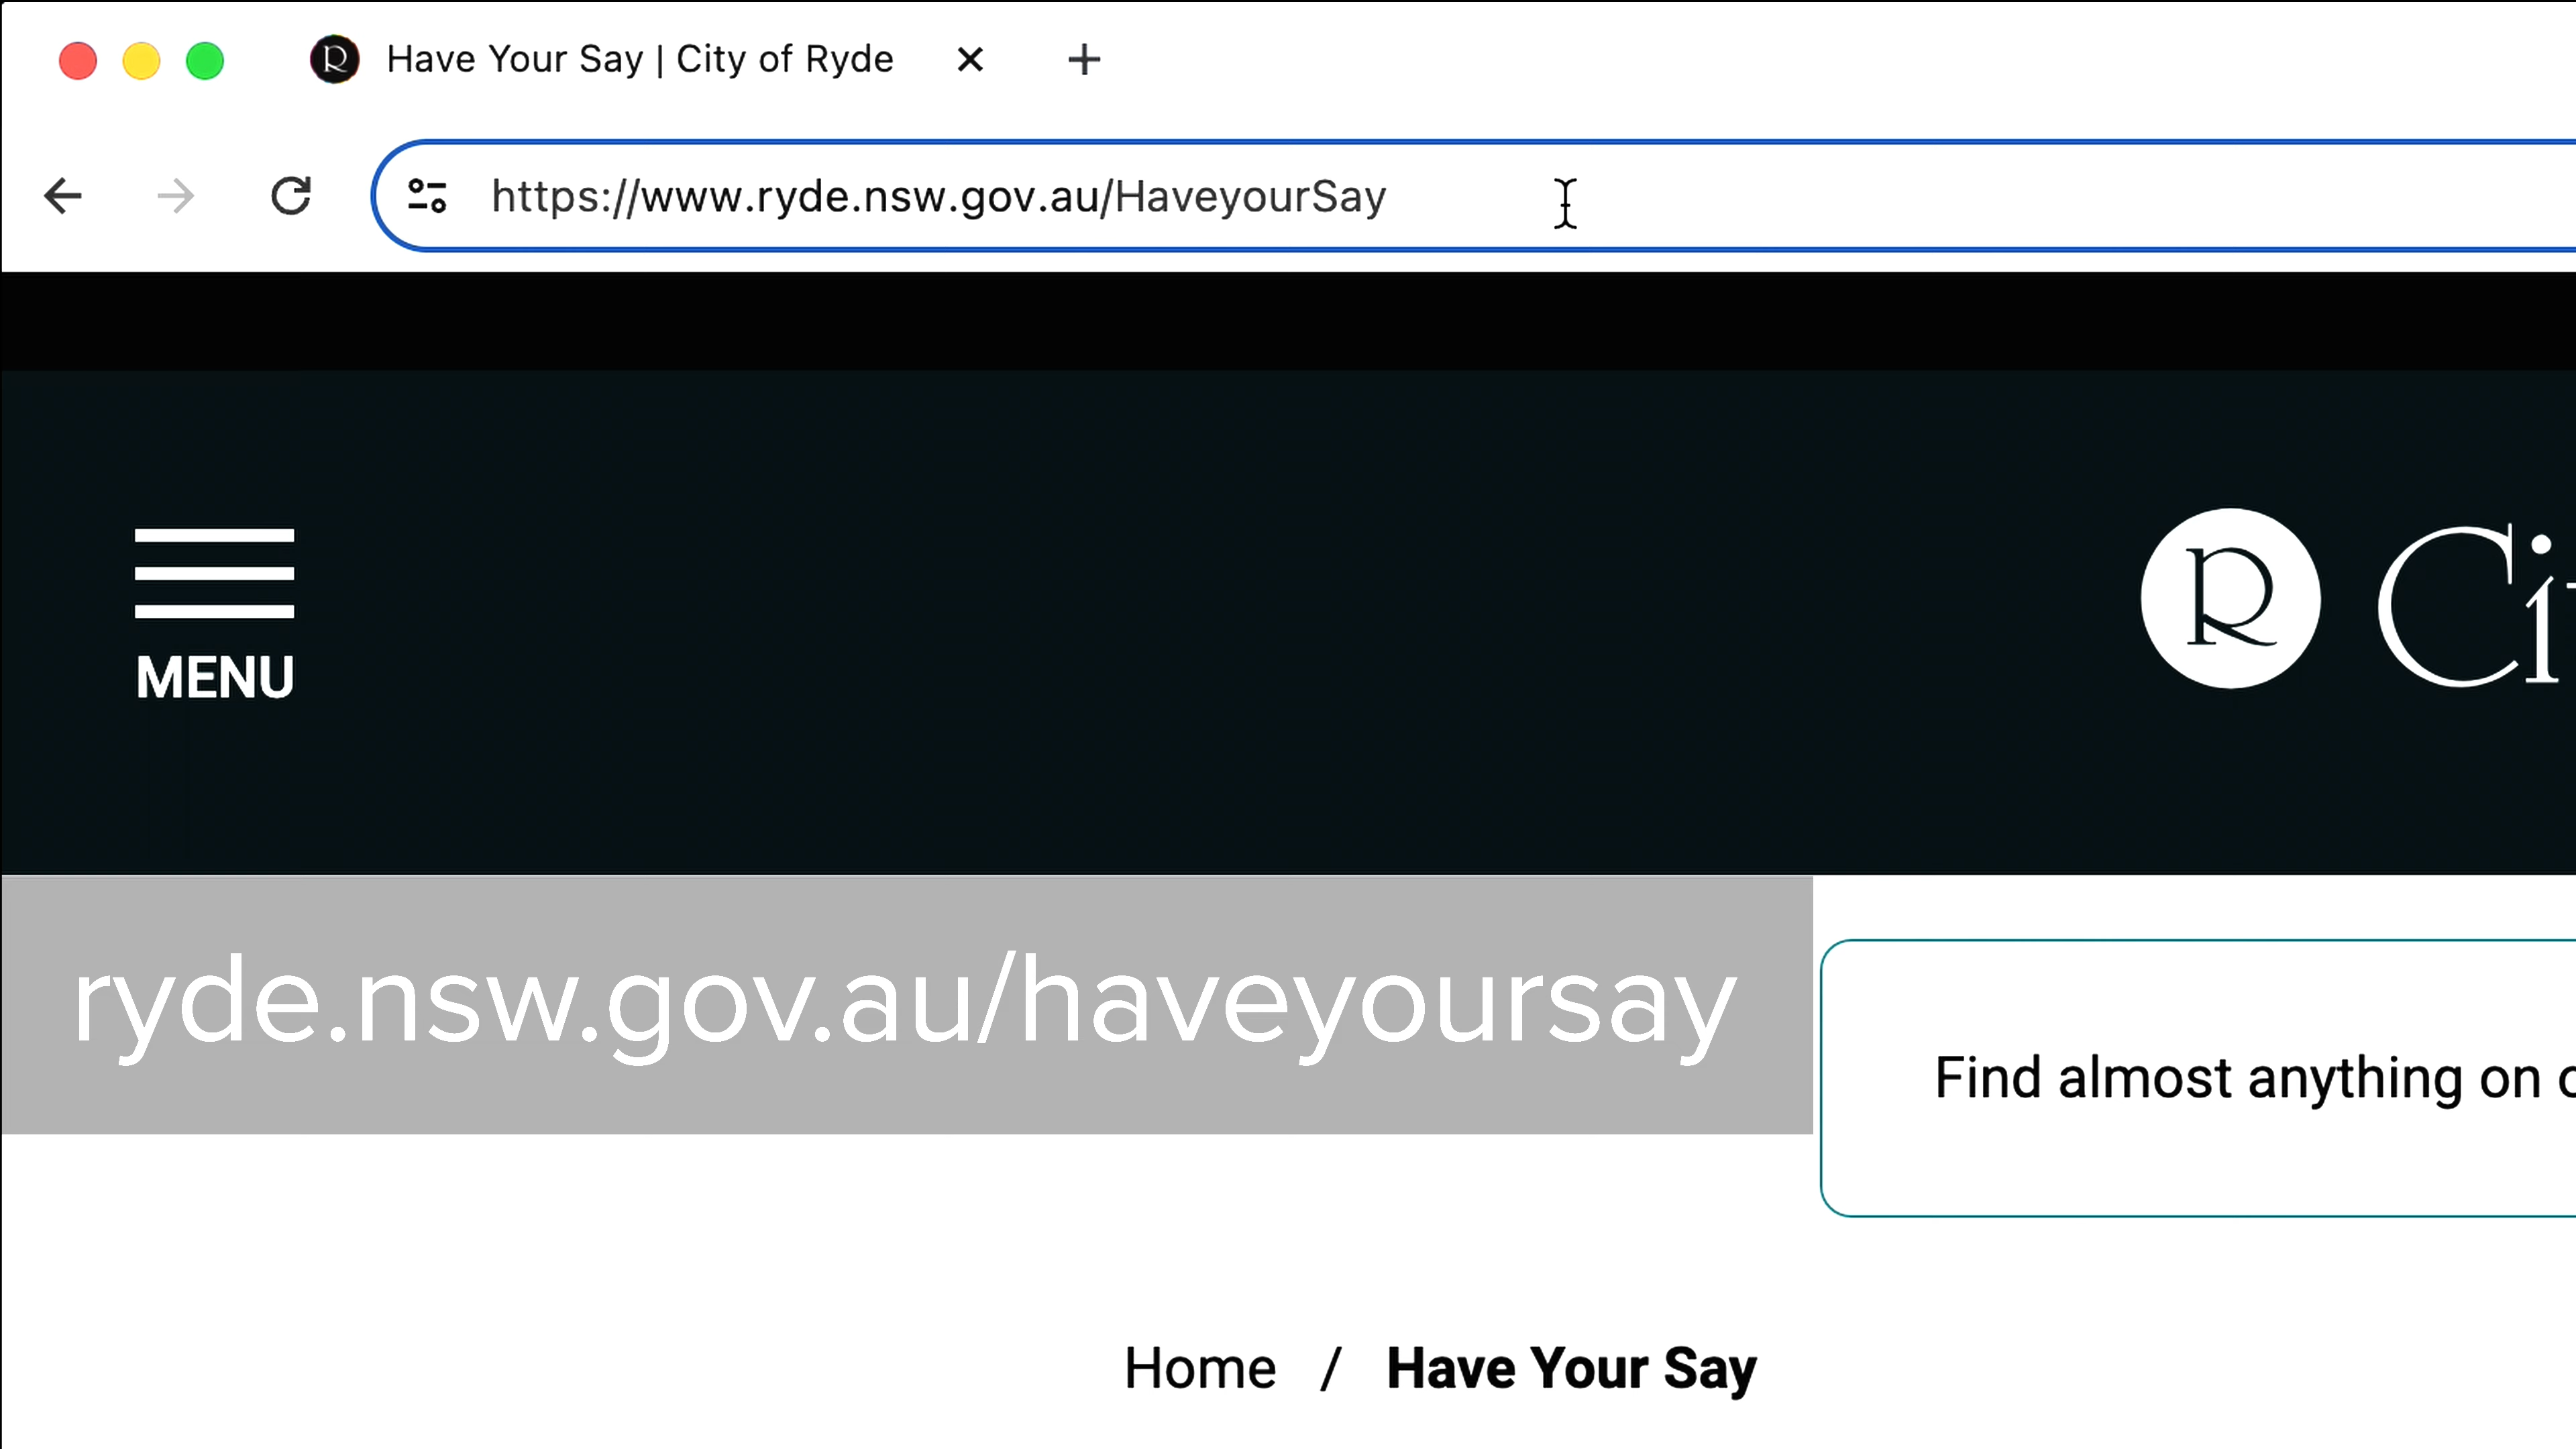 Have Your Say | City of Ryde
https://www.ryde.nsw.gov.au/HaveyourSay
MENU
R
ryde.nsw.gov.au/haveyoursay
Find almost anything on
Home / Have Your Say